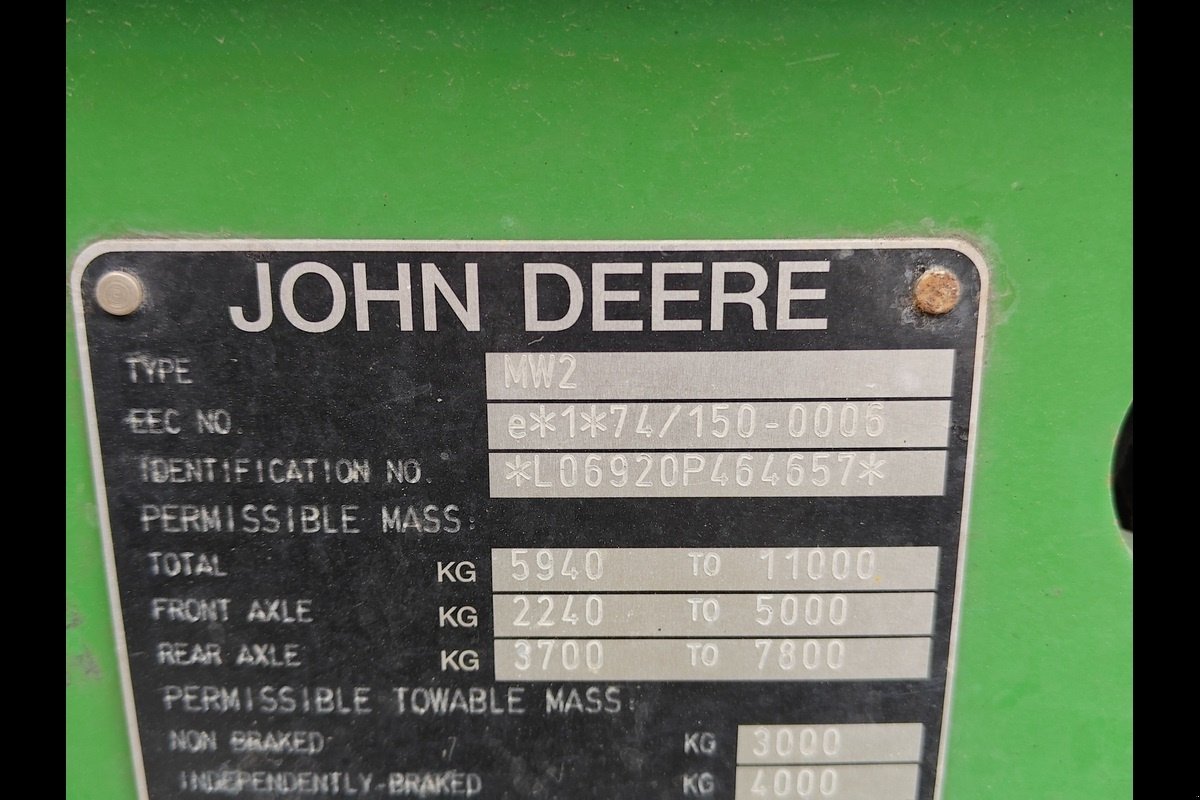 JOHN DEERE
TYPE MW2
EEC NO. e*1*74/150-0006
IDENTIFICATION NO. *L06920P464657*
PERMISSIBLE MASS:
TOTAL KG 5940 TO 11000
FRONT AXLE KG 2240 TO 5000
REAR AXLE KG 3700 TO 7800
PERMISSIBLE TOWABLE MASS:
NON BRAKED KG 3000
INDEPENDENTLY-BRAKED KG 4000